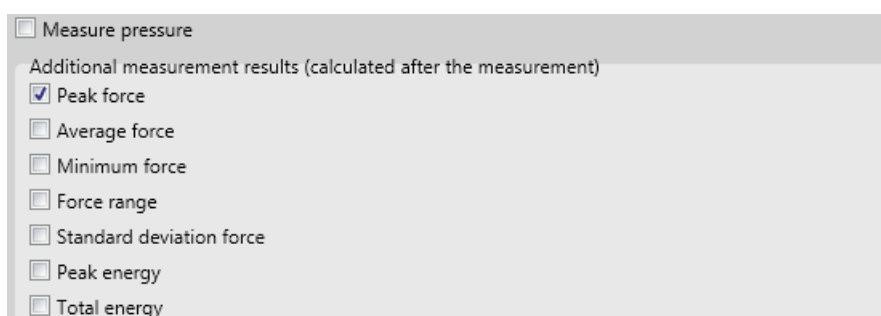 Measure pressure
Additional measurement results (calculated after the measurement)
Peak force
Average force
Minimum force
Force range
Standard deviation force
Peak energy
Total energy